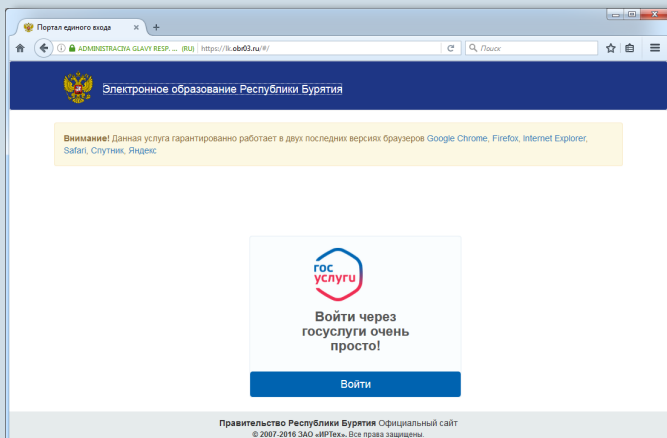 Портал единого входа
ADMINISTRACIYA GLAVY RESP. ... (RU) https://lk.obr03.ru/#/ Поиск
Электронное образование Республики Бурятия
Внимание! Данная услуга гарантированно работает в двух последних версиях браузеров Google Chrome, Firefox, Internet Explorer,
Safari, Спутник, Яндекс
гос
услуги
Войти через
госуслуги очень
просто!
Войти
Правительство Республики Бурятия Официальный сайт
© 2007-2016 ЗАО «ИРТех». Все права защищены.